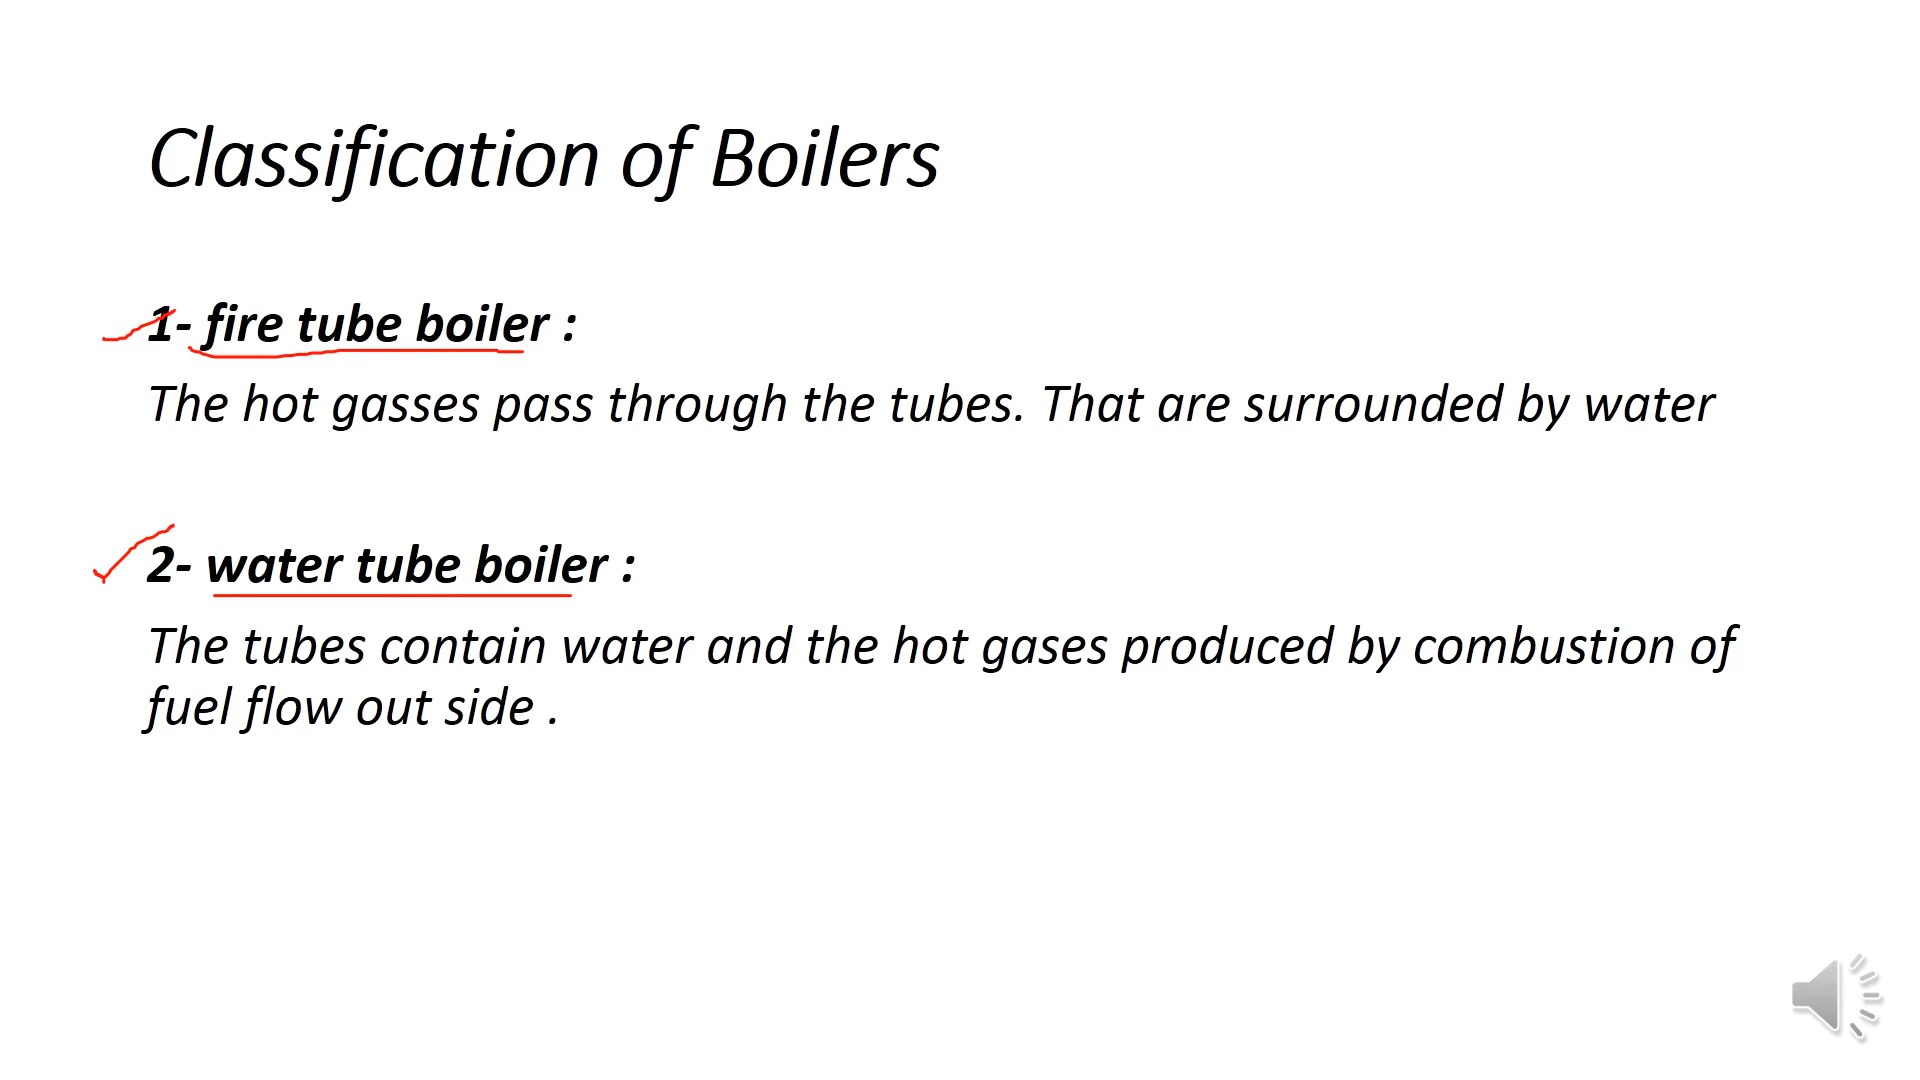 Classification of Boilers
1- fire tube boiler :
The hot gasses pass through the tubes. That are surrounded by water
2- water tube boiler :
The tubes contain water and the hot gases produced by combustion of
fuel flow out side .